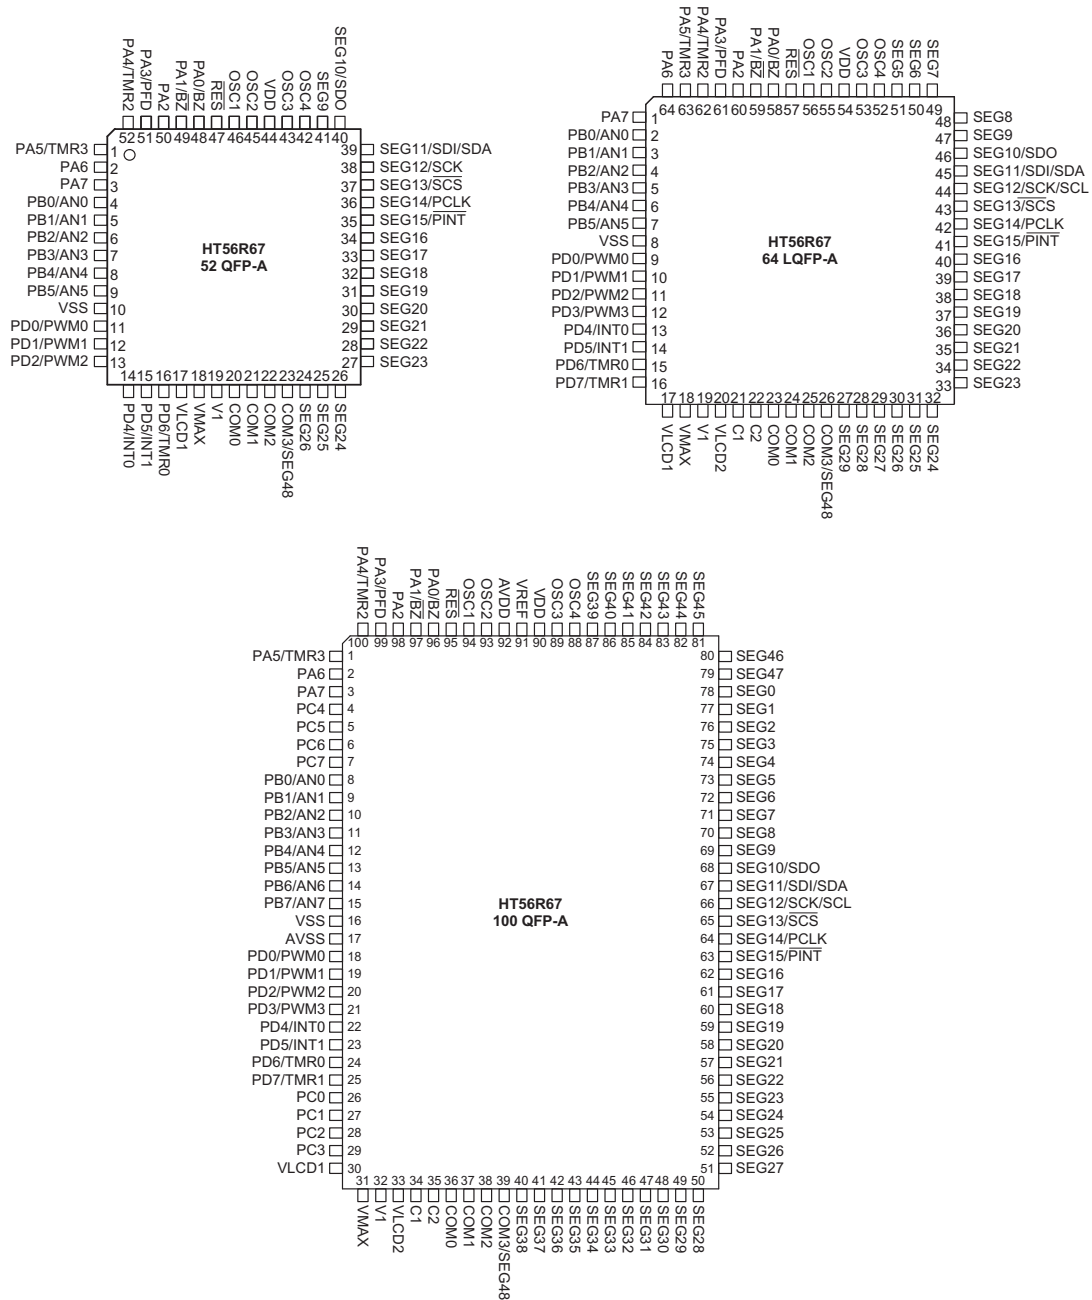 PA4/TMR2
PA3/PFD
PA2
PA1/BZ
PA0/BZ
RES
OSC1
OSC2
VDD
OSC3
OSC4
SEG9
SEG10/SDO
52 51 50 49 48 47 46 45 44 43 42 41 40
PA5/TMR3 1
PA6 2
PA7 3
PB0/AN0 4
PB1/AN1 5
PB2/AN2 6
PB3/AN3 7
PB4/AN4 8
PB5/AN5 9
VSS 10
PD0/PWM0 11
PD1/PWM1 12
PD2/PWM2 13
HT56R67
52 QFP-A
39 SEG11/SDI/SDA
38 SEG12/SCK
37 SEG13/SCS
36 SEG14/PCLK
35 SEG15/PINT
34 SEG16
33 SEG17
32 SEG18
31 SEG19
30 SEG20
29 SEG21
28 SEG22
27 SEG23
14 15 16 17 18 19 20 21 22 23 24 25 26
PD4/INT0
PD5/INT1
PD6/TMR0
VLCD1
VMAX
V1
COM0
COM1
COM2
COM3/SEG48
SEG26
SEG25
SEG24
PA6
PA5/TMR3
PA4/TMR2
PA3/PFD
PA2
PA1/BZ
PA0/BZ
RES
OSC1
OSC2
VDD
OSC3
OSC4
SEG5
SEG6
SEG7
64 63 62 61 60 59 58 57 56 55 54 53 52 51 50 49
PA7 1
PB0/AN0 2
PB1/AN1 3
PB2/AN2 4
PB3/AN3 5
PB4/AN4 6
PB5/AN5 7
VSS 8
PD0/PWM0 9
PD1/PWM1 10
PD2/PWM2 11
PD3/PWM3 12
PD4/INT0 13
PD5/INT1 14
PD6/TMR0 15
PD7/TMR1 16
HT56R67
64 LQFP-A
48 SEG8
47 SEG9
46 SEG10/SDO
45 SEG11/SDI/SDA
44 SEG12/SCK/SCL
43 SEG13/SCS
42 SEG14/PCLK
41 SEG15/PINT
40 SEG16
39 SEG17
38 SEG18
37 SEG19
36 SEG20
35 SEG21
34 SEG22
33 SEG23
17 18 19 20 21 22 23 24 25 26 27 28 29 30 31 32
VLCD1
VMAX
V1
VLCD2
C1
C2
COM0
COM1
COM2
COM3/SEG48
SEG29
SEG28
SEG27
SEG26
SEG25
SEG24
PA4/TMR2
PA3/PFD
PA2
PA1/BZ
PA0/BZ
RES
OSC1
OSC2
AVDD
VREF
VDD
OSC3
OSC4
SEG39
SEG40
SEG41
SEG42
SEG43
SEG44
SEG45
100 99 98 97 96 95 94 93 92 91 90 89 88 87 86 85 84 83 82 81
PA5/TMR3 1
PA6 2
PA7 3
PC4 4
PC5 5
PC6 6
PC7 7
PB0/AN0 8
PB1/AN1 9
PB2/AN2 10
PB3/AN3 11
PB4/AN4 12
PB5/AN5 13
PB6/AN6 14
PB7/AN7 15
VSS 16
AVSS 17
PD0/PWM0 18
PD1/PWM1 19
PD2/PWM2 20
PD3/PWM3 21
PD4/INT0 22
PD5/INT1 23
PD6/TMR0 24
PD7/TMR1 25
PC0 26
PC1 27
PC2 28
PC3 29
VLCD1 30
HT56R67
100 QFP-A
80 SEG46
79 SEG47
78 SEG0
77 SEG1
76 SEG2
75 SEG3
74 SEG4
73 SEG5
72 SEG6
71 SEG7
70 SEG8
69 SEG9
68 SEG10/SDO
67 SEG11/SDI/SDA
66 SEG12/SCK/SCL
65 SEG13/SCS
64 SEG14/PCLK
63 SEG15/PINT
62 SEG16
61 SEG17
60 SEG18
59 SEG19
58 SEG20
57 SEG21
56 SEG22
55 SEG23
54 SEG24
53 SEG25
52 SEG26
51 SEG27
31 32 33 34 35 36 37 38 39 40 41 42 43 44 45 46 47 48 49 50
VMAX
V1
VLCD2
C1
C2
COM0
COM1
COM2
COM3/SEG48
SEG38
SEG37
SEG36
SEG35
SEG34
SEG33
SEG32
SEG31
SEG30
SEG29
SEG28